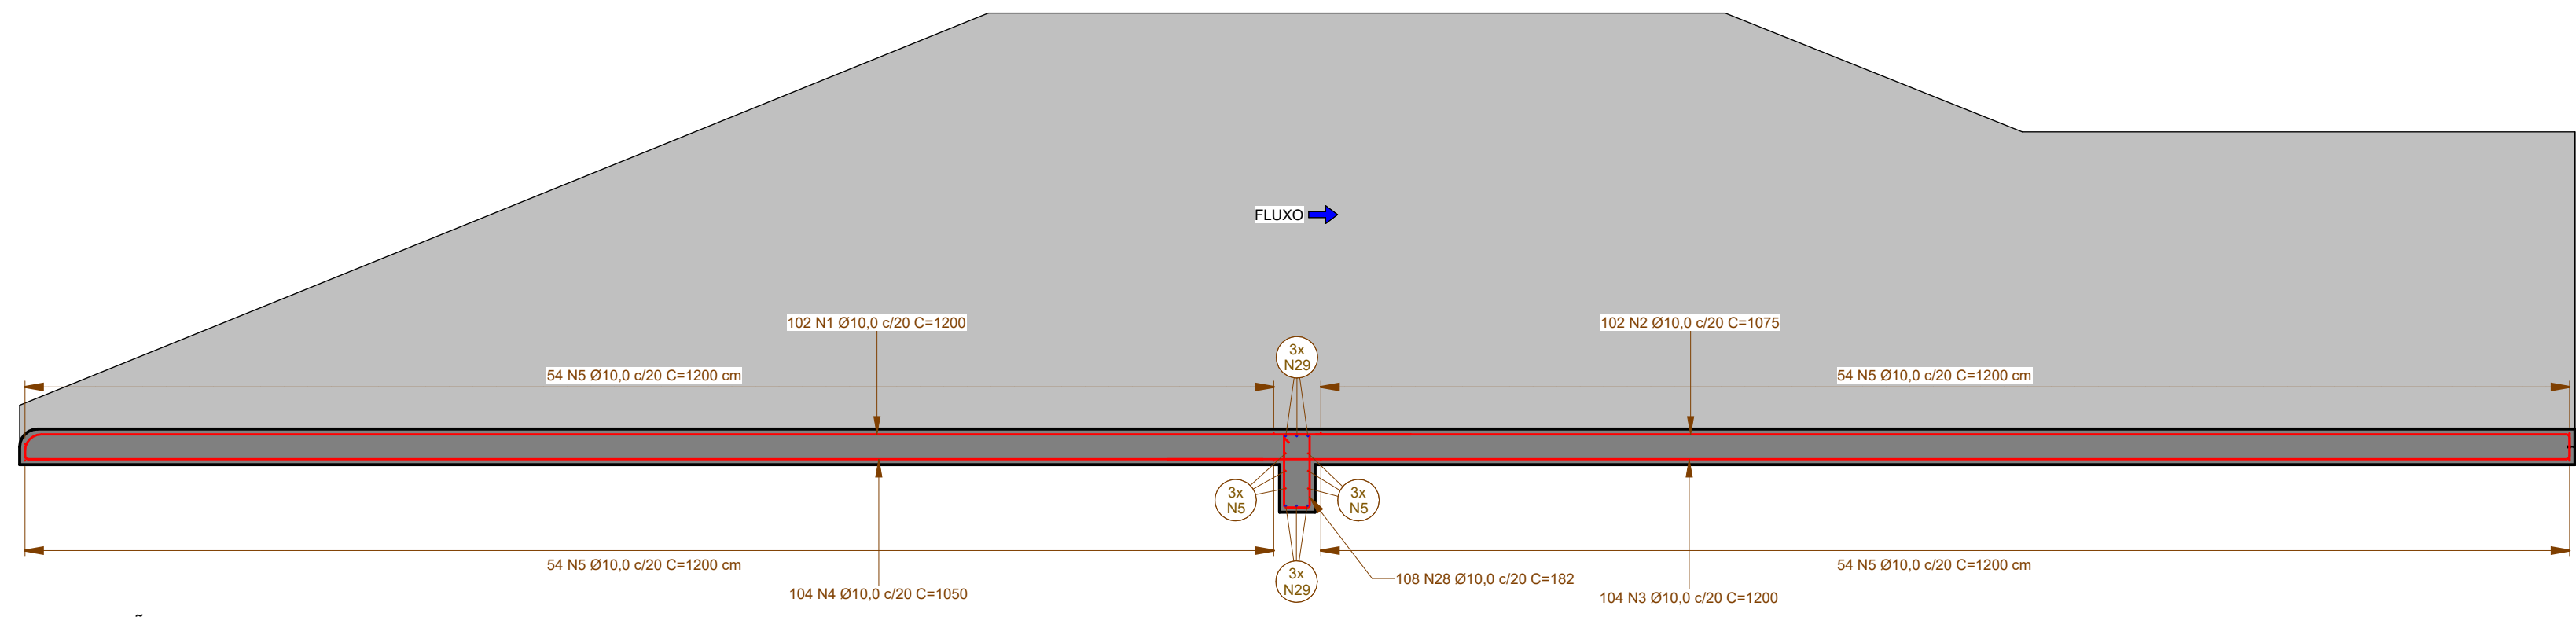 FLUXO
102 N1 Ø10,0 c/20 C=1200
102 N2 Ø10,0 c/20 C=1075
3x
N29
54 N5 Ø10,0 c/20 C=1200 cm
54 N5 Ø10,0 c/20 C=1200 cm
3x
N5
3x
N5
54 N5 Ø10,0 c/20 C=1200 cm
54 N5 Ø10,0 c/20 C=1200 cm
3x
N29
108 N28 Ø10,0 c/20 C=182
104 N4 Ø10,0 c/20 C=1050
104 N3 Ø10,0 c/20 C=1200